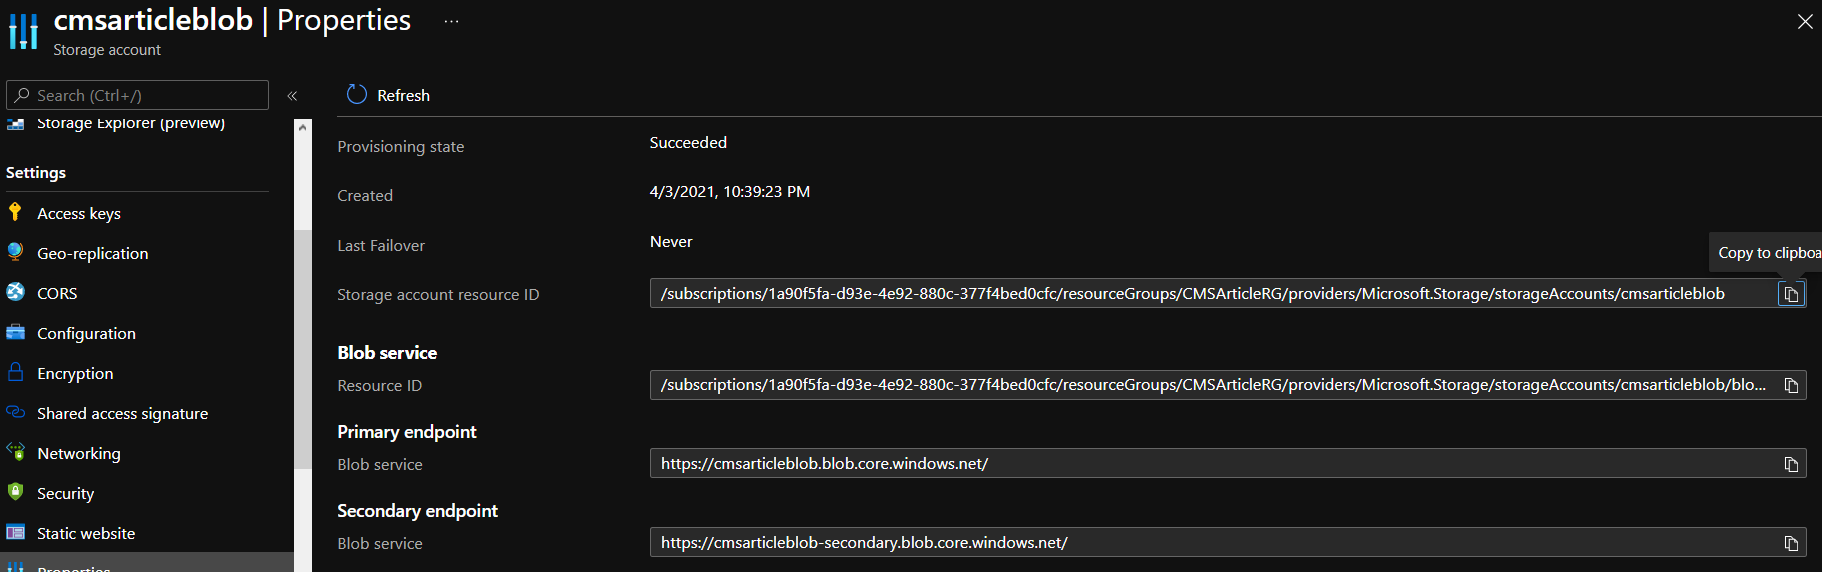 cmsarticleblob | Properties ...
Storage account
Search (Ctrl+/)
«
Refresh
Storage Explorer (preview)
Settings
Access keys
Geo-replication
CORS
Configuration
Encryption
Shared access signature
Networking
Security
Static website
Properties
Provisioning state
Succeeded
Created
4/3/2021, 10:39:23 PM
Last Failover
Never
Copy to clipboa
Storage account resource ID
/subscriptions/1a90f5fa-d93e-4e92-880c-377f4bed0cfc/resourceGroups/CMSArticleRG/providers/Microsoft.Storage/storageAccounts/cmsarticleblob
Blob service
Resource ID
/subscriptions/1a90f5fa-d93e-4e92-880c-377f4bed0cfc/resourceGroups/CMSArticleRG/providers/Microsoft.Storage/storageAccounts/cmsarticleblob/blo...
Primary endpoint
Blob service
https://cmsarticleblob.blob.core.windows.net/
Secondary endpoint
Blob service
https://cmsarticleblob-secondary.blob.core.windows.net/